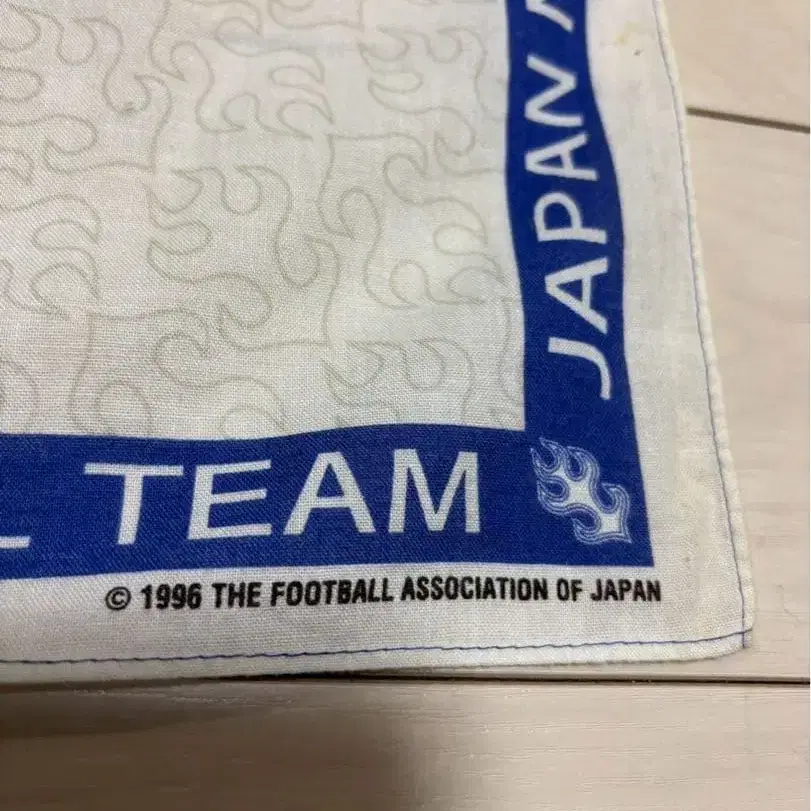 JAPAN
TEAM
© 1996 THE FOOTBALL ASSOCIATION OF JAPAN